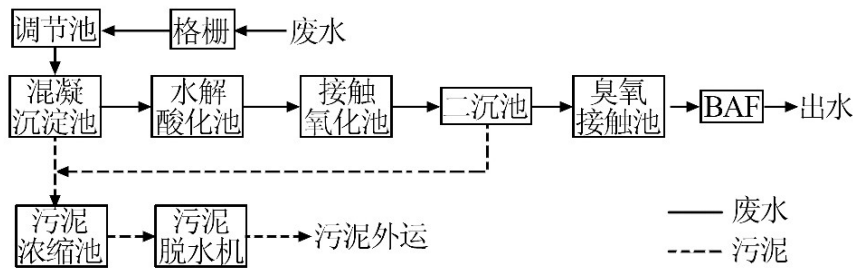 调节池
格栅
废水
混凝
沉淀池
水解
酸化池
接触
氧化池
二沉池
臭氧
接触池
BAF
出水
污泥
浓缩池
污泥
脱水机
污泥外运
废水
污泥